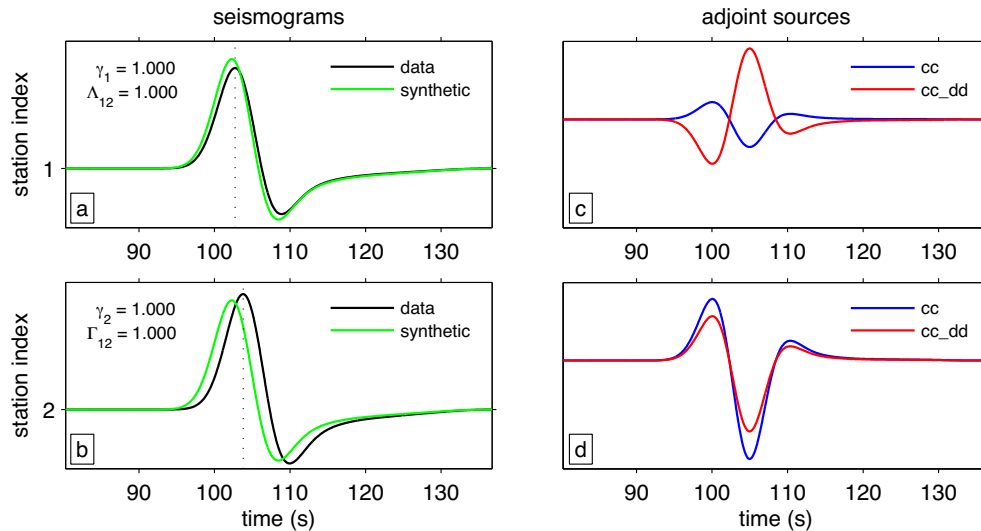 seismograms
adjoint sources
station index
γ1 = 1.000
Λ12 = 1.000
data
synthetic
1
a
90 100 110 120 130
cc
cc_dd
c
90 100 110 120 130
station index
γ2 = 1.000
Γ12 = 1.000
data
synthetic
2
b
90 100 110 120 130
time (s)
cc
cc_dd
d
90 100 110 120 130
time (s)